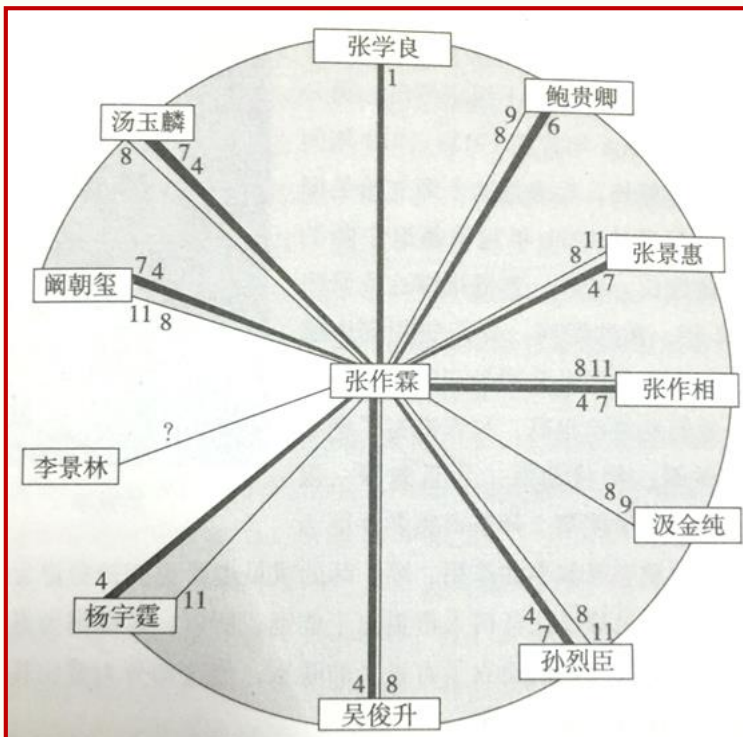 张学良
1
鲍贵卿
9
8
6
汤玉麟
8
7
4
张景惠
8 11
4 7
阚朝玺
7 4
11 8
张作霖
8 11
张作相
4 7
?
李景林
8
9
汲金纯
4
杨宇霆
11
4
7
8
11
孙烈臣
4 8
吴俊升